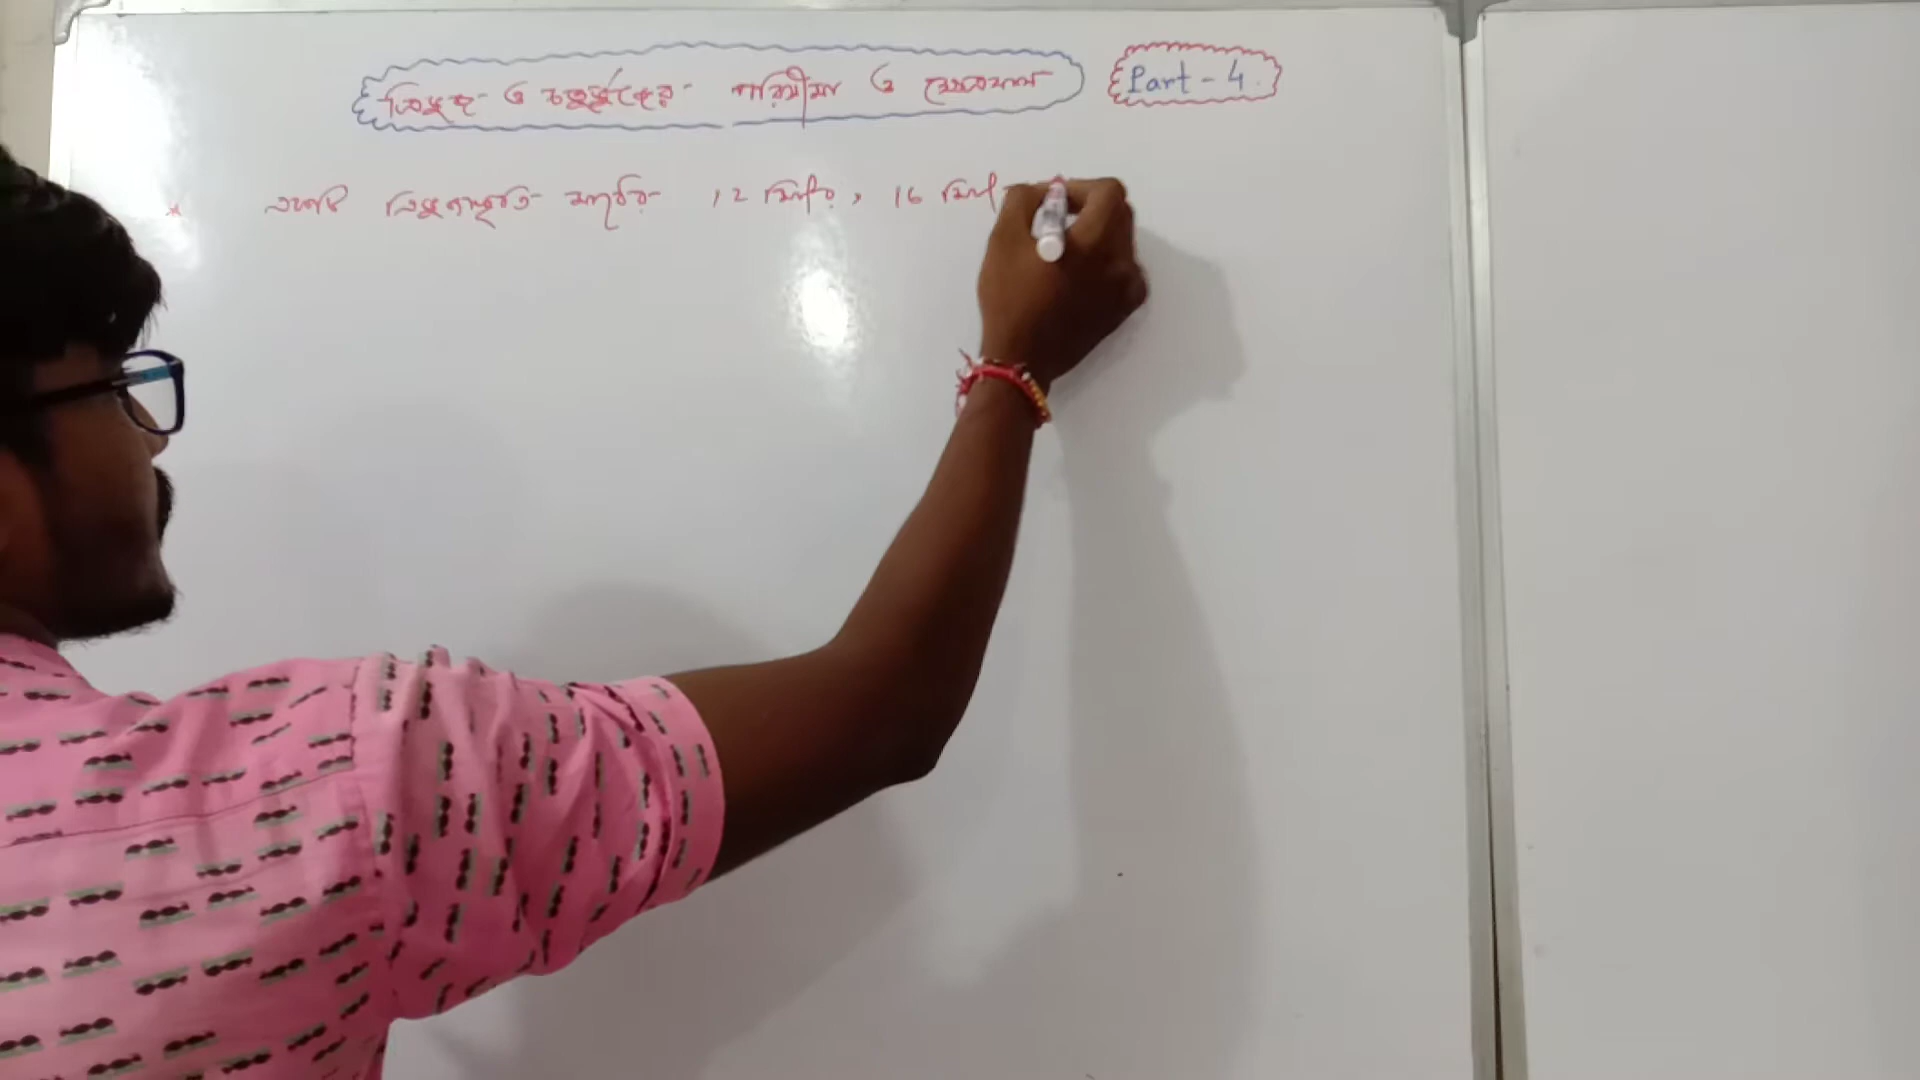 ত্রিভুজ ও চতুর্ভুজের পরিসীমা ও ক্ষেত্রফল
Part - 4
* একটি ত্রিভুজাকৃতি মাঠের 12 মিটার, 16 মিটার